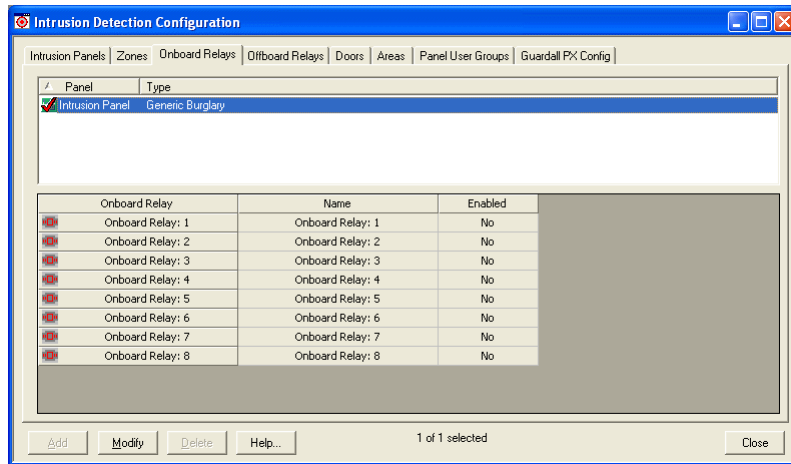 Intrusion Detection Configuration
Intrusion Panels Zones Onboard Relays Offboard Relays Doors Areas Panel User Groups Guardall PX Config
Panel Type
Intrusion Panel Generic Burglary
Onboard Relay Name Enabled
Onboard Relay: 1 Onboard Relay: 1 No
Onboard Relay: 2 Onboard Relay: 2 No
Onboard Relay: 3 Onboard Relay: 3 No
Onboard Relay: 4 Onboard Relay: 4 No
Onboard Relay: 5 Onboard Relay: 5 No
Onboard Relay: 6 Onboard Relay: 6 No
Onboard Relay: 7 Onboard Relay: 7 No
Onboard Relay: 8 Onboard Relay: 8 No
Add Modify Delete Help... 1 of 1 selected Close